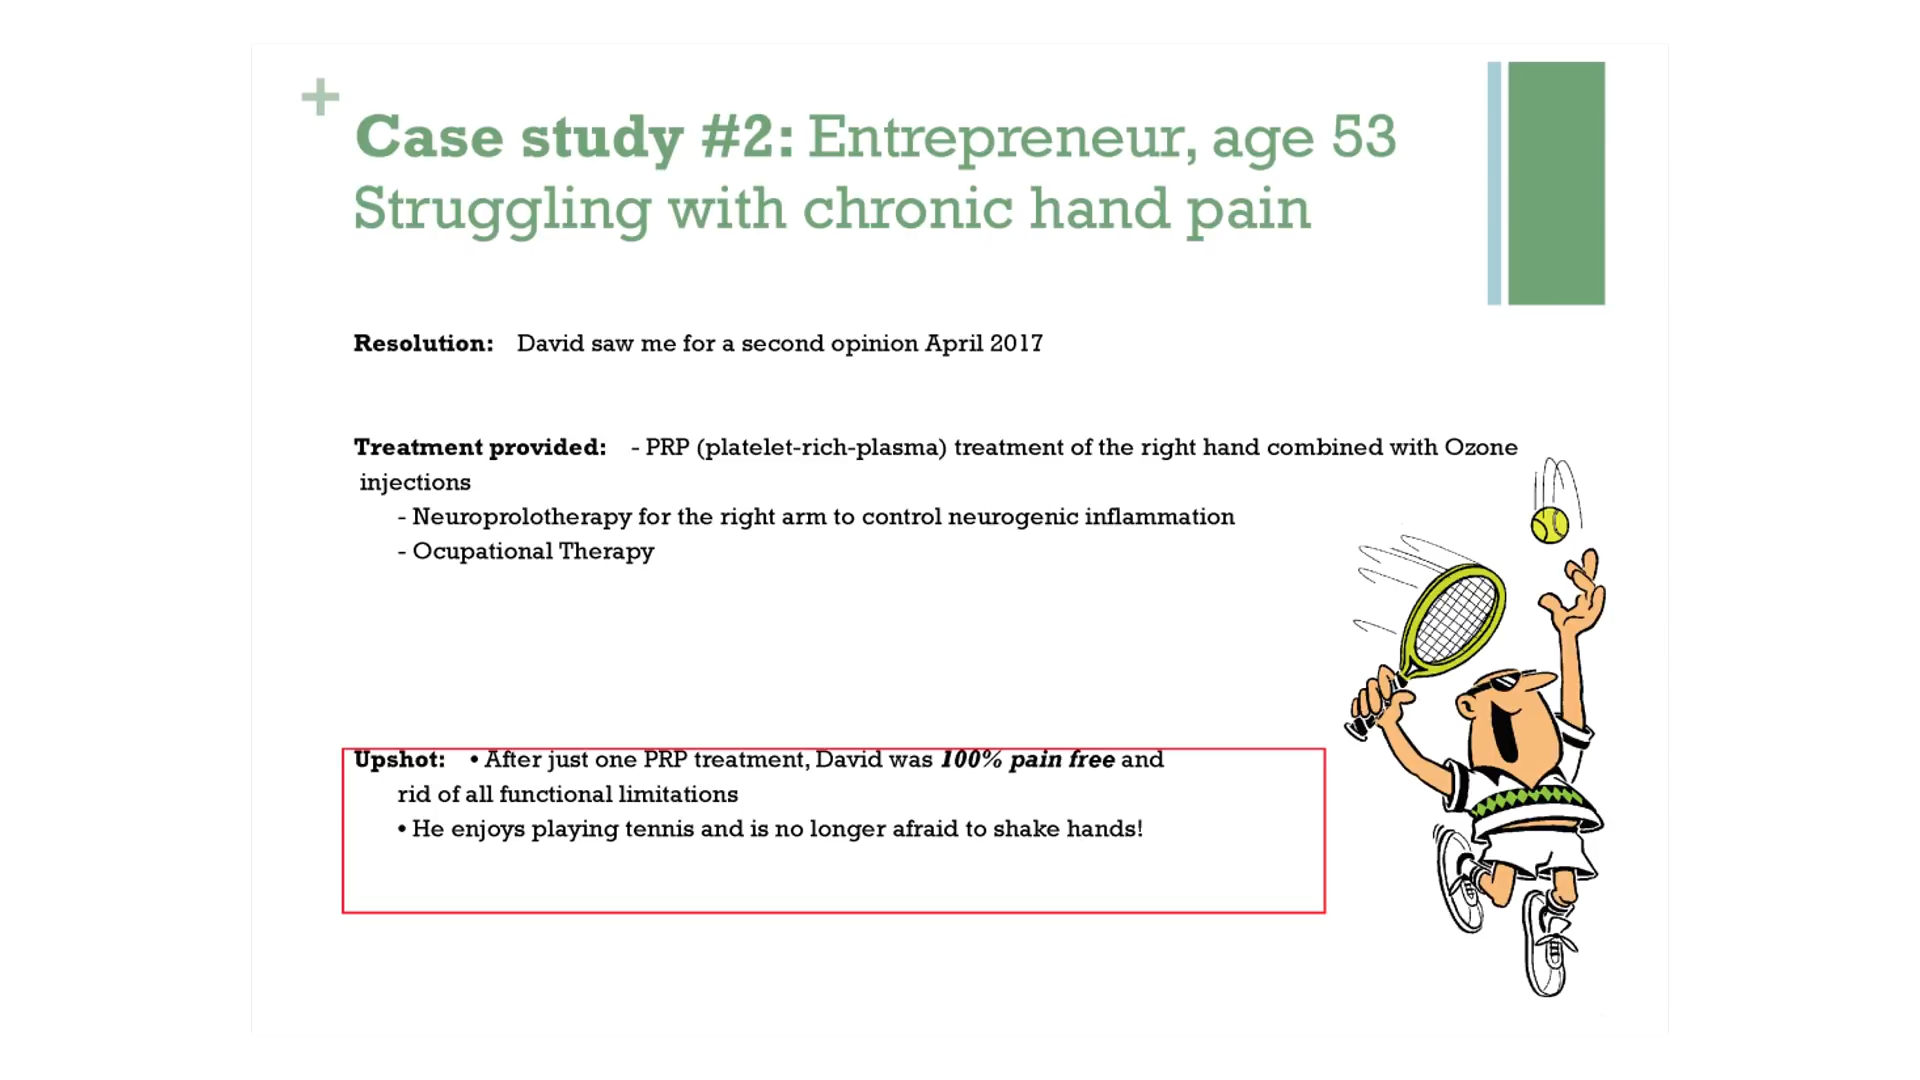 +
Case study #2: Entrepreneur, age 53
Struggling with chronic hand pain
Resolution: David saw me for a second opinion April 2017
Treatment provided: - PRP (platelet-rich-plasma) treatment of the right hand combined with Ozone
injections
- Neuroprolotherapy for the right arm to control neurogenic inflammation
- Ocupational Therapy
Upshot: • After just one PRP treatment, David was 100% pain free and
rid of all functional limitations
• He enjoys playing tennis and is no longer afraid to shake hands!